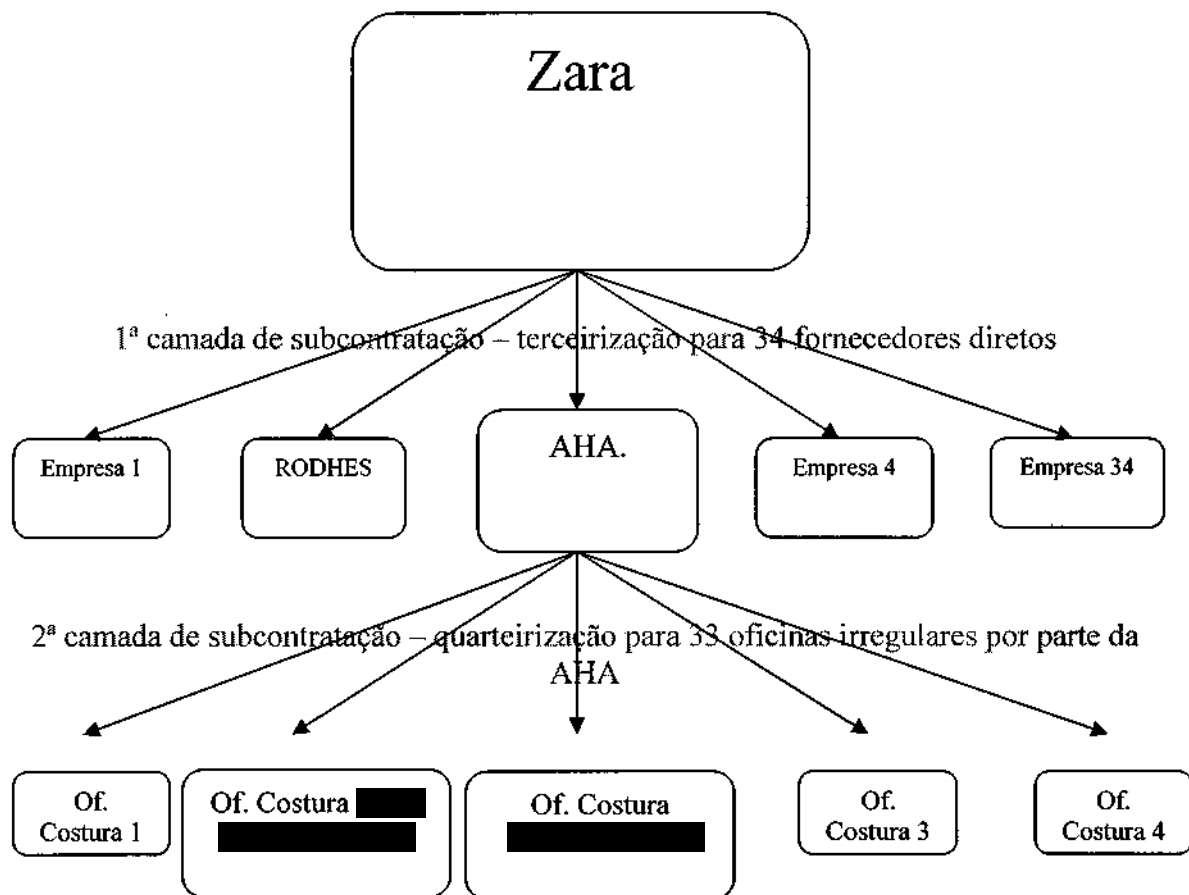 Zara
1ª camada de subcontratação – terceirização para 34 fornecedores diretos
Empresa 1
RODHES
AHA.
Empresa 4
Empresa 34
2ª camada de subcontratação – quarteirização para 33 oficinas irregulares por parte da
AHA
Of.
Costura 1
Of. Costura
Of. Costura
Of.
Costura 3
Of.
Costura 4